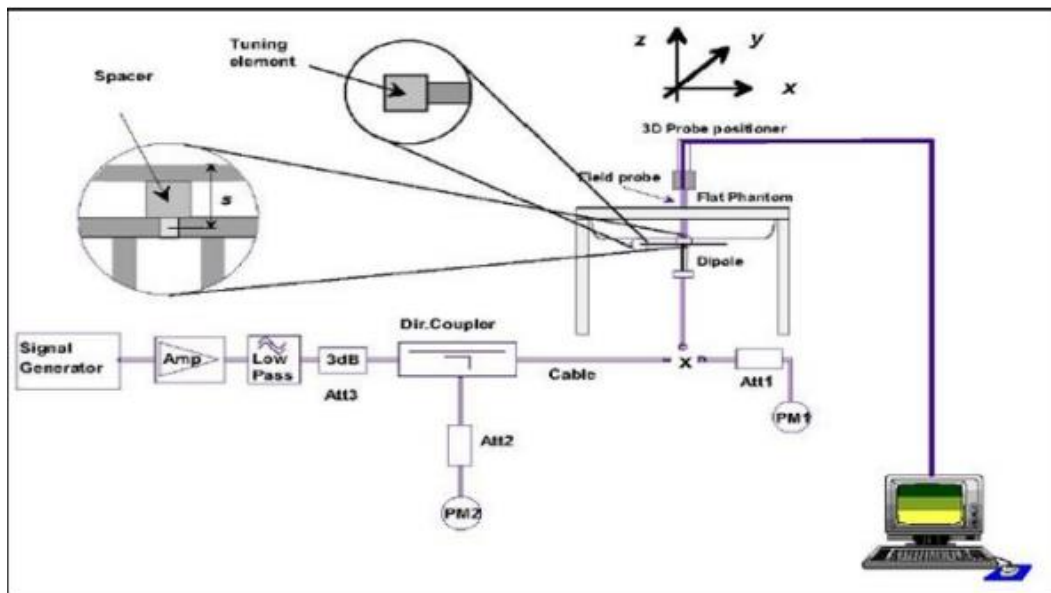 Tuning
element
Spacer
s
z
y
x
3D Probe positioner
Field probe
Flat Phantom
Dipole
Signal
Generator
Amp
Low
Pass
3dB
Att3
Dir.Coupler
Cable
X
Att1
PM1
Att2
PM2